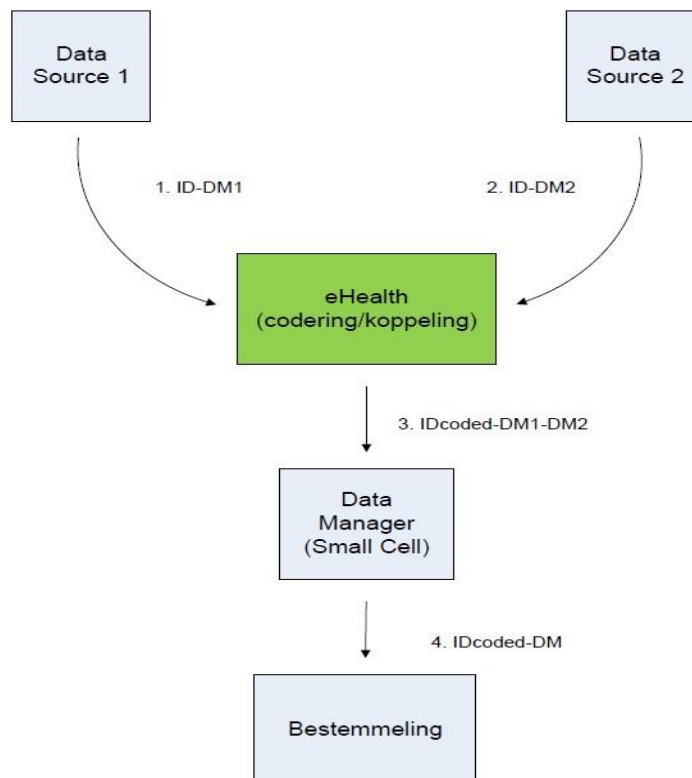 Data
Source 1
Data
Source 2
1. ID-DM1
2. ID-DM2
eHealth
(codering/koppeling)
3. IDcoded-DM1-DM2
Data
Manager
(Small Cell)
4. IDcoded-DM
Bestemmeling